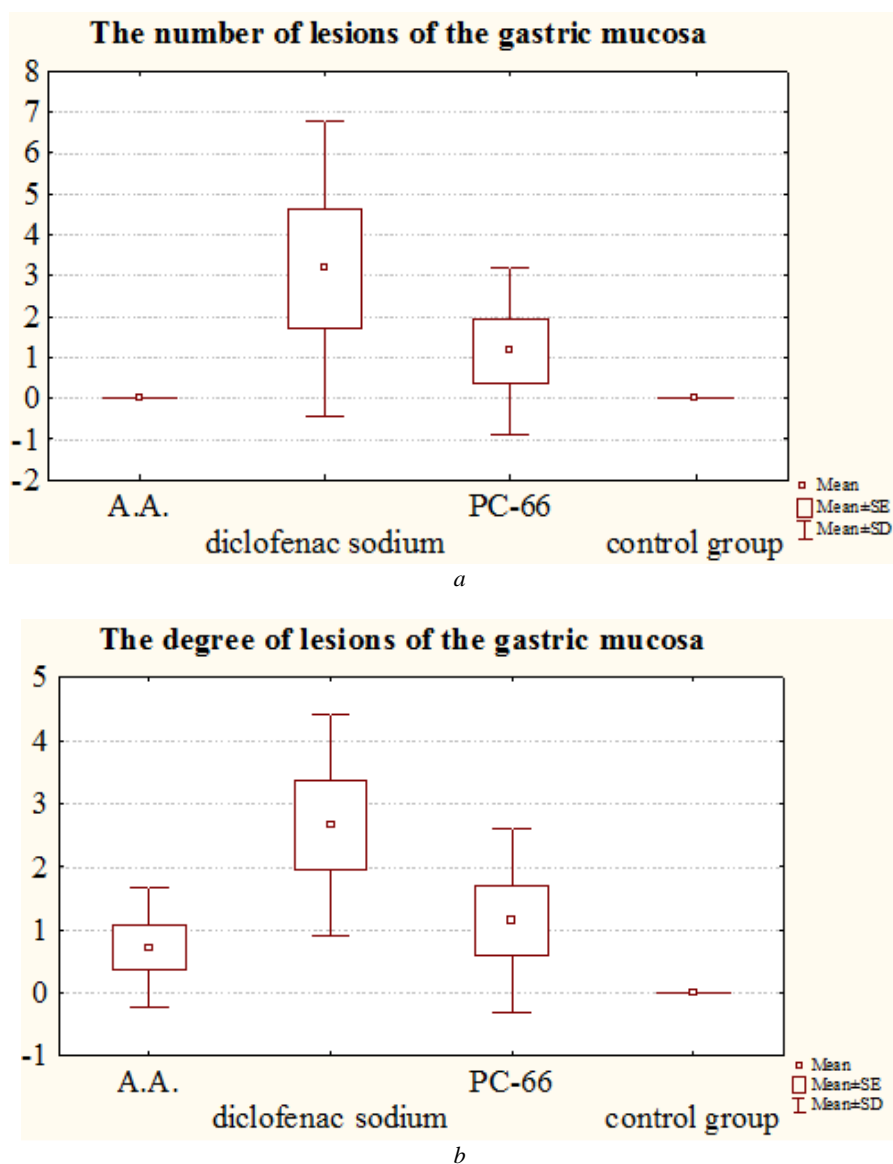 The number of lesions of the gastric mucosa
8
7
6
5
4
3
2
1
0
-1
-2
A.A. PC-66
diclofenac sodium control group
Mean
Mean±SE
Mean±SD
a
The degree of lesions of the gastric mucosa
5
4
3
2
1
0
-1
A.A. PC-66
diclofenac sodium control group
Mean
Mean±SE
Mean±SD
b